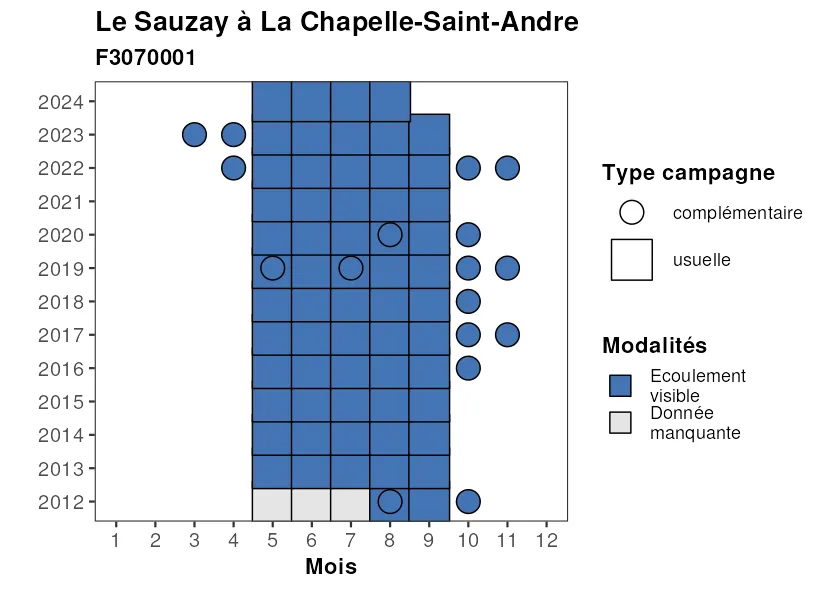 Le Sauzay à La Chapelle-Saint-Andre
F3070001
2024
2023
2022
2021
2020
2019
2018
2017
2016
2015
2014
2013
2012
1 2 3 4 5 6 7 8 9 10 11 12
Mois
Type campagne
complémentaire
usuelle
Modalités
Ecoulement
visible
Donnée
manquante